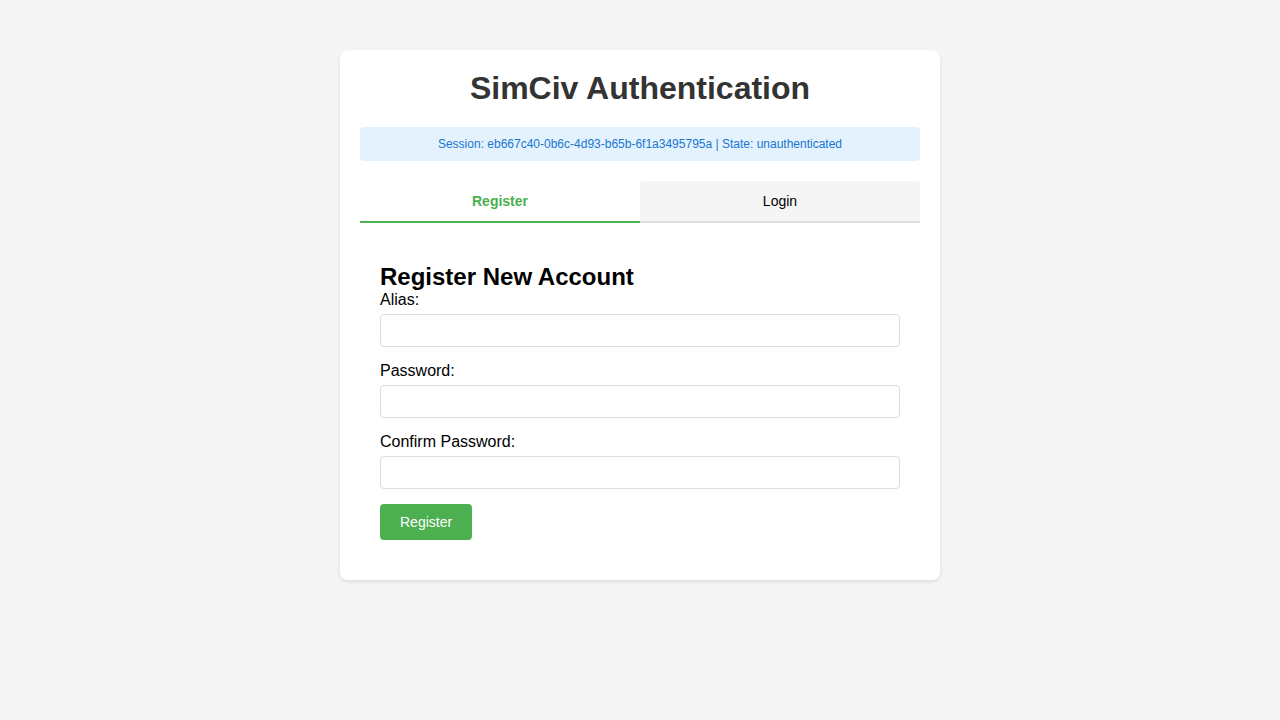 SimCiv Authentication
Session: eb667c40-0b6c-4d93-b65b-6f1a3495795a | State: unauthenticated
Register
Login
Register New Account
Alias:
Password:
Confirm Password:
Register